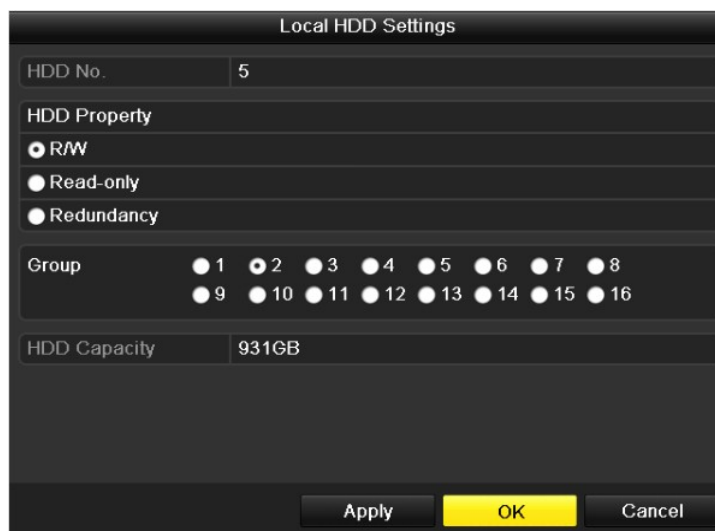 Local HDD Settings
HDD No. 5
HDD Property
R/W
Read-only
Redundancy
Group 1 2 3 4 5 6 7 8
9 10 11 12 13 14 15 16
HDD Capacity 931GB
Apply OK Cancel